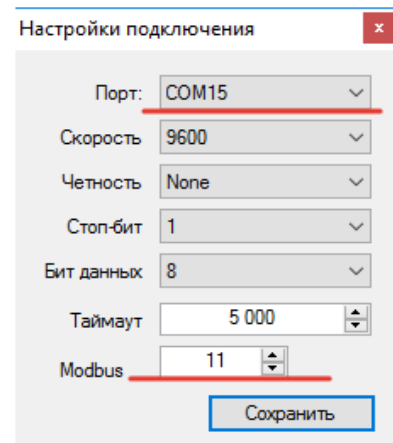 Настройки подключения x
Порт: COM15
Скорость 9600
Четность None
Стоп-бит 1
Бит данных 8
Таймаут 5 000
Modbus 11
Сохранить